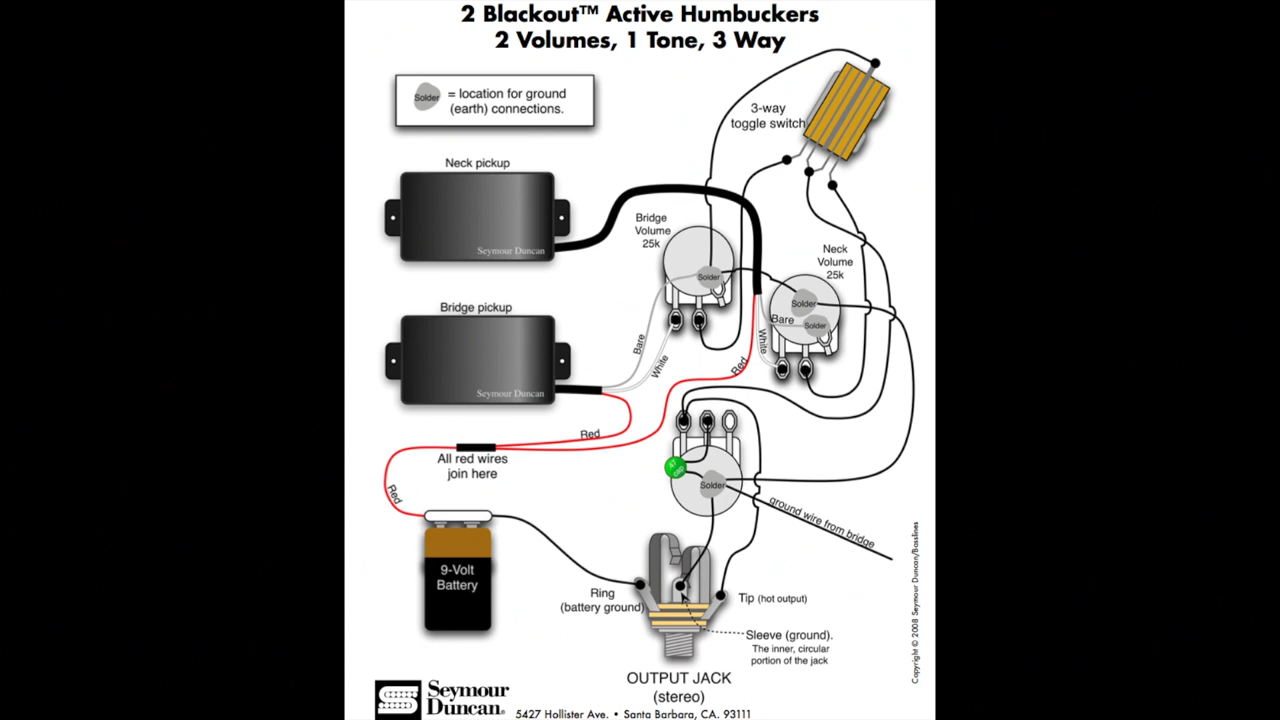 2 Blackout™ Active Humbuckers
2 Volumes, 1 Tone, 3 Way
Solder
= location for ground
(earth) connections.
3-way
toggle switch
Neck pickup
Seymour Duncan
Bridge
Volume
25k
Solder
Neck
Volume
25k
Solder
Bare
Solder
Bridge pickup
Seymour Duncan
Bare
White
Red
White
Red
All red wires
join here
Red
Solder
ground wire from bridge
9-Volt
Battery
Ring
(battery ground)
Tip (hot output)
Sleeve (ground).
The inner, circular
portion of the jack
OUTPUT JACK
(stereo)
Seymour
Duncan®
5427 Hollister Ave. • Santa Barbara, CA. 93111
Copyright © 2008 Seymour Duncan/Basslines